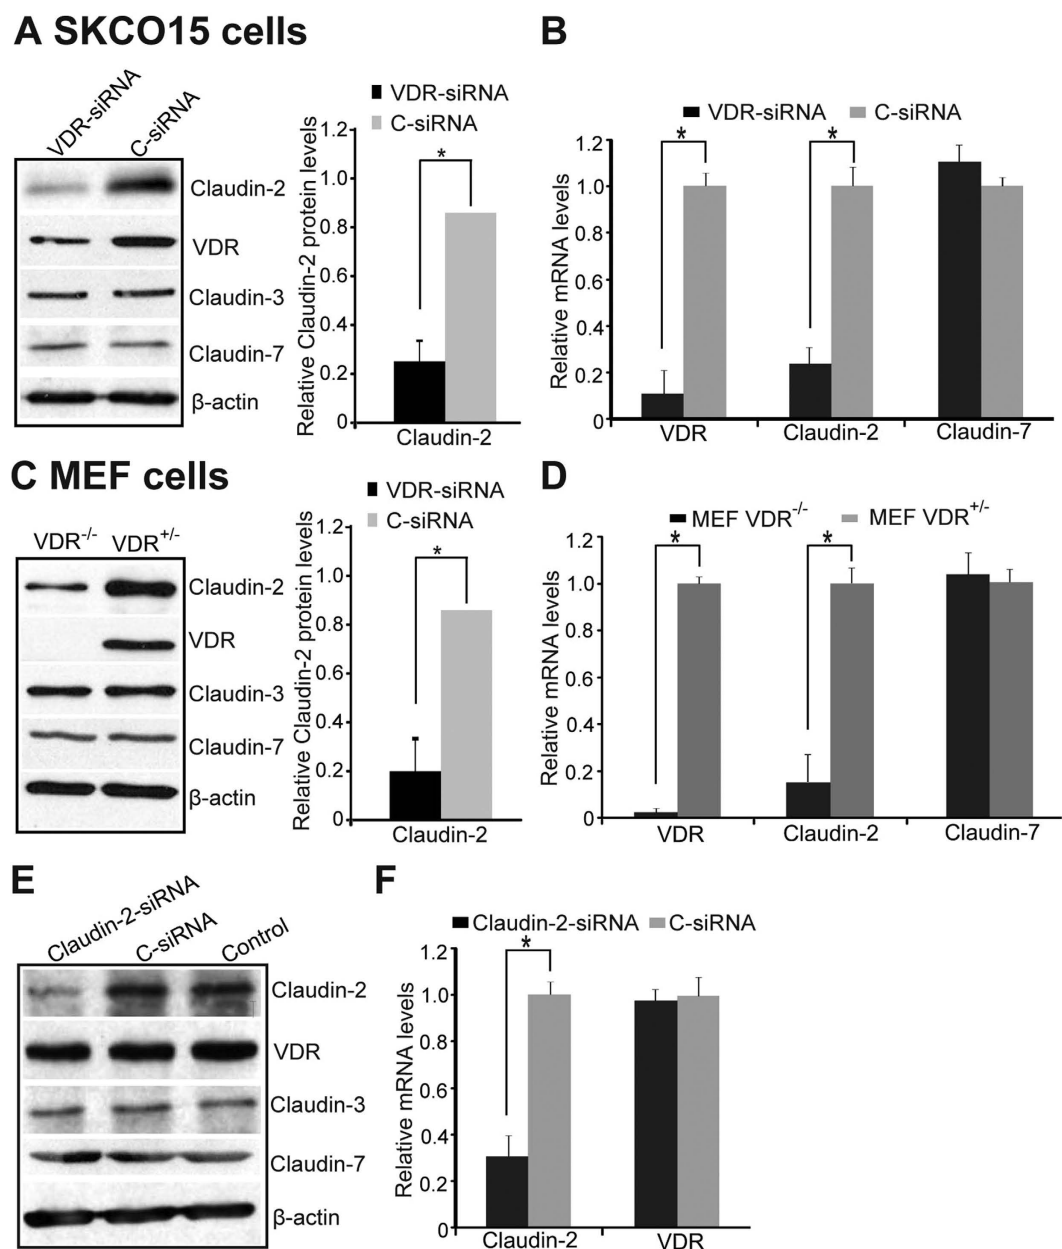 A SKCO15 cells
VDR-siRNA
C-siRNA
Claudin-2
VDR
Claudin-3
Claudin-7
β-actin
VDR-siRNA
C-siRNA
Relative Claudin-2 protein levels
1.2
1.0
0.8
0.6
0.4
0.2
0
*
Claudin-2
B
VDR-siRNA C-siRNA
Relative mRNA levels
1.2
1.0
0.8
0.6
0.4
0.2
0
* *
VDR Claudin-2 Claudin-7
C MEF cells
VDR-/- VDR+/-
Claudin-2
VDR
Claudin-3
Claudin-7
β-actin
VDR-siRNA
C-siRNA
Relative Claudin-2 protein levels
1.2
1.0
0.8
0.6
0.4
0.2
0
*
Claudin-2
D
MEF VDR-/- MEF VDR+/-
Relative mRNA levels
1.2
1.0
0.8
0.6
0.4
0.2
0
* *
VDR Claudin-2 Claudin-7
E
Claudin-2-siRNA
C-siRNA
Control
Claudin-2
VDR
Claudin-3
Claudin-7
β-actin
F
Claudin-2-siRNA C-siRNA
Relative mRNA levels
1.2
1.0
0.8
0.6
0.4
0.2
0
*
Claudin-2 VDR